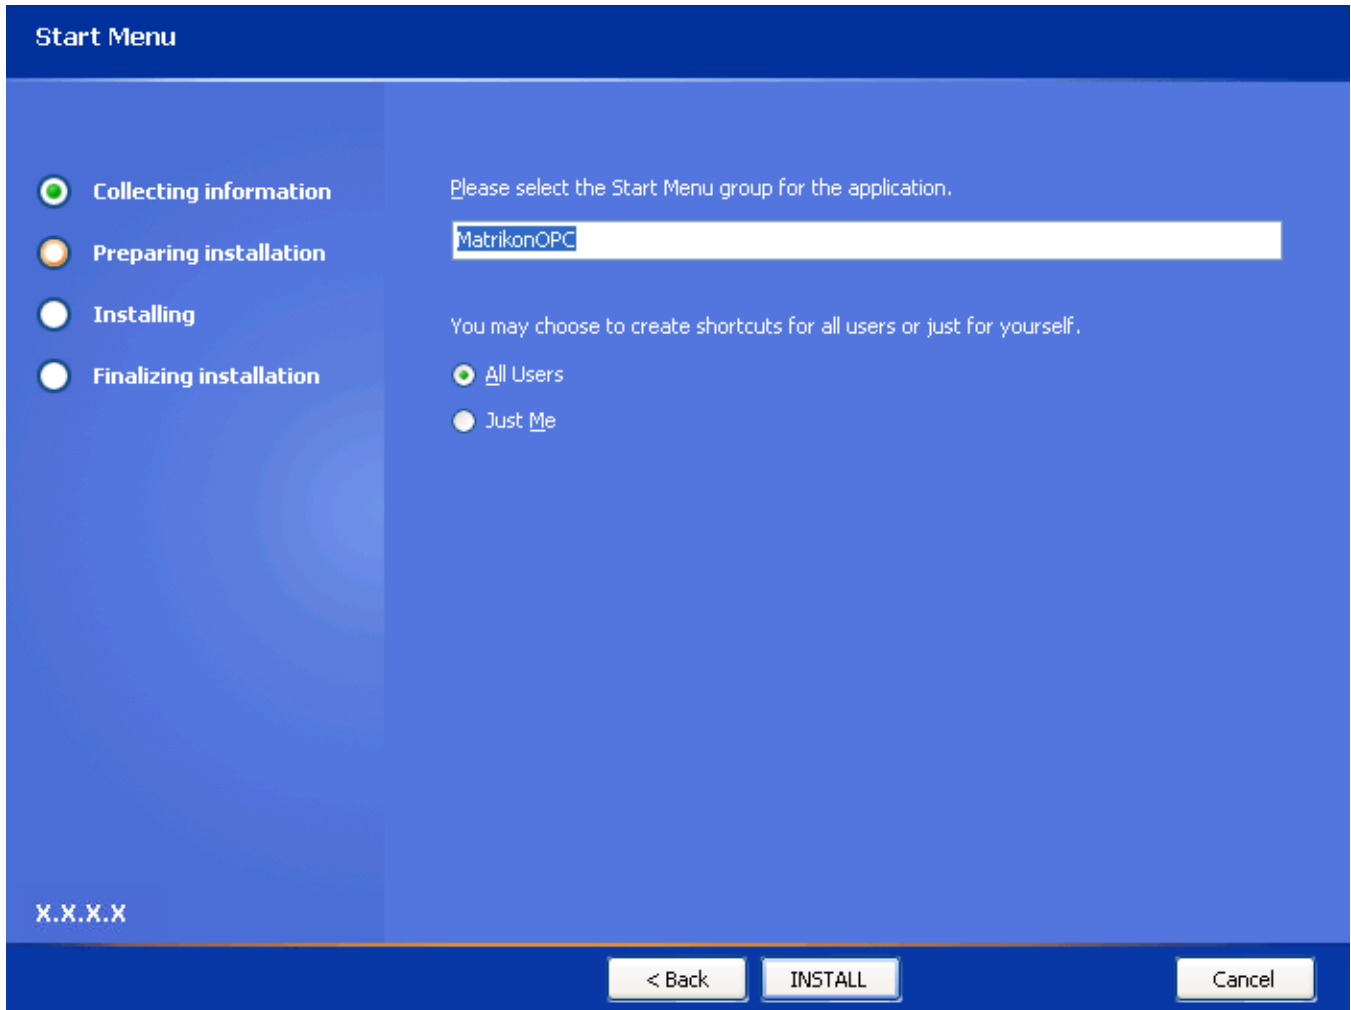 Start Menu
Collecting information
Preparing installation
Installing
Finalizing installation
Please select the Start Menu group for the application.
MatrikonOPC
You may choose to create shortcuts for all users or just for yourself.
All Users
Just Me
X.X.X.X
< Back
INSTALL
Cancel